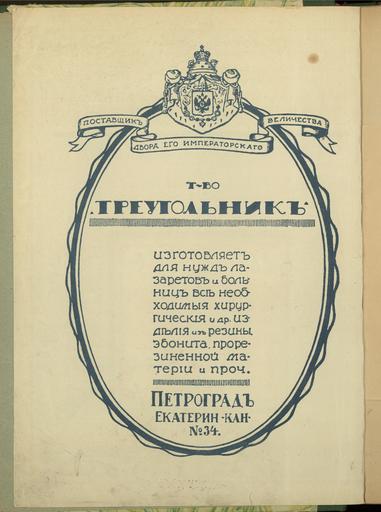 ПОСТАВЩИКЪ
ДВОРА ЕГО ИМПЕРАТОРСКАГО
ВЕЛИЧЕСТВА
Т-ВО
„ТРЕУГОЛЬНИКЪ“
ИЗГОТОВЛЯЕТЪ
ДЛЯ НУЖДЪ ЛА-
ЗАРЕТОВЪ И БОЛЬ-
НИЦЪ ВСѢ НЕОБ-
ХОДИМЫЯ ХИРУР-
ГИЧЕСКІЯ И ДР. ИЗ-
ДѢЛІЯ ИЗЪ РЕЗИНЫ,
ЭБОНИТА, ПРОРЕ-
ЗИНЕННОЙ МА-
ТЕРІИ И ПРОЧ.
ПЕТРОГРАДЪ
ЕКАТЕРИН · КАН ·
№ 34.